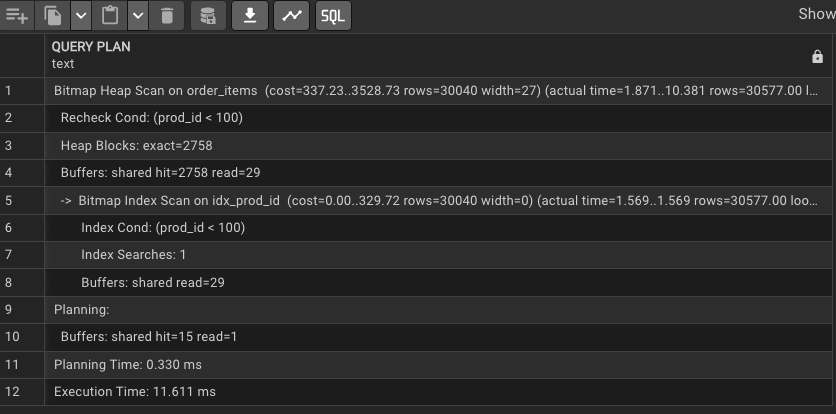 SQL
Show
QUERY PLAN
text
1 Bitmap Heap Scan on order_items (cost=337.23..3528.73 rows=30040 width=27) (actual time=1.871..10.381 rows=30577.00 l...
2 Recheck Cond: (prod_id < 100)
3 Heap Blocks: exact=2758
4 Buffers: shared hit=2758 read=29
5 -> Bitmap Index Scan on idx_prod_id (cost=0.00..329.72 rows=30040 width=0) (actual time=1.569..1.569 rows=30577.00 loo...
6 Index Cond: (prod_id < 100)
7 Index Searches: 1
8 Buffers: shared read=29
9 Planning:
10 Buffers: shared hit=15 read=1
11 Planning Time: 0.330 ms
12 Execution Time: 11.611 ms